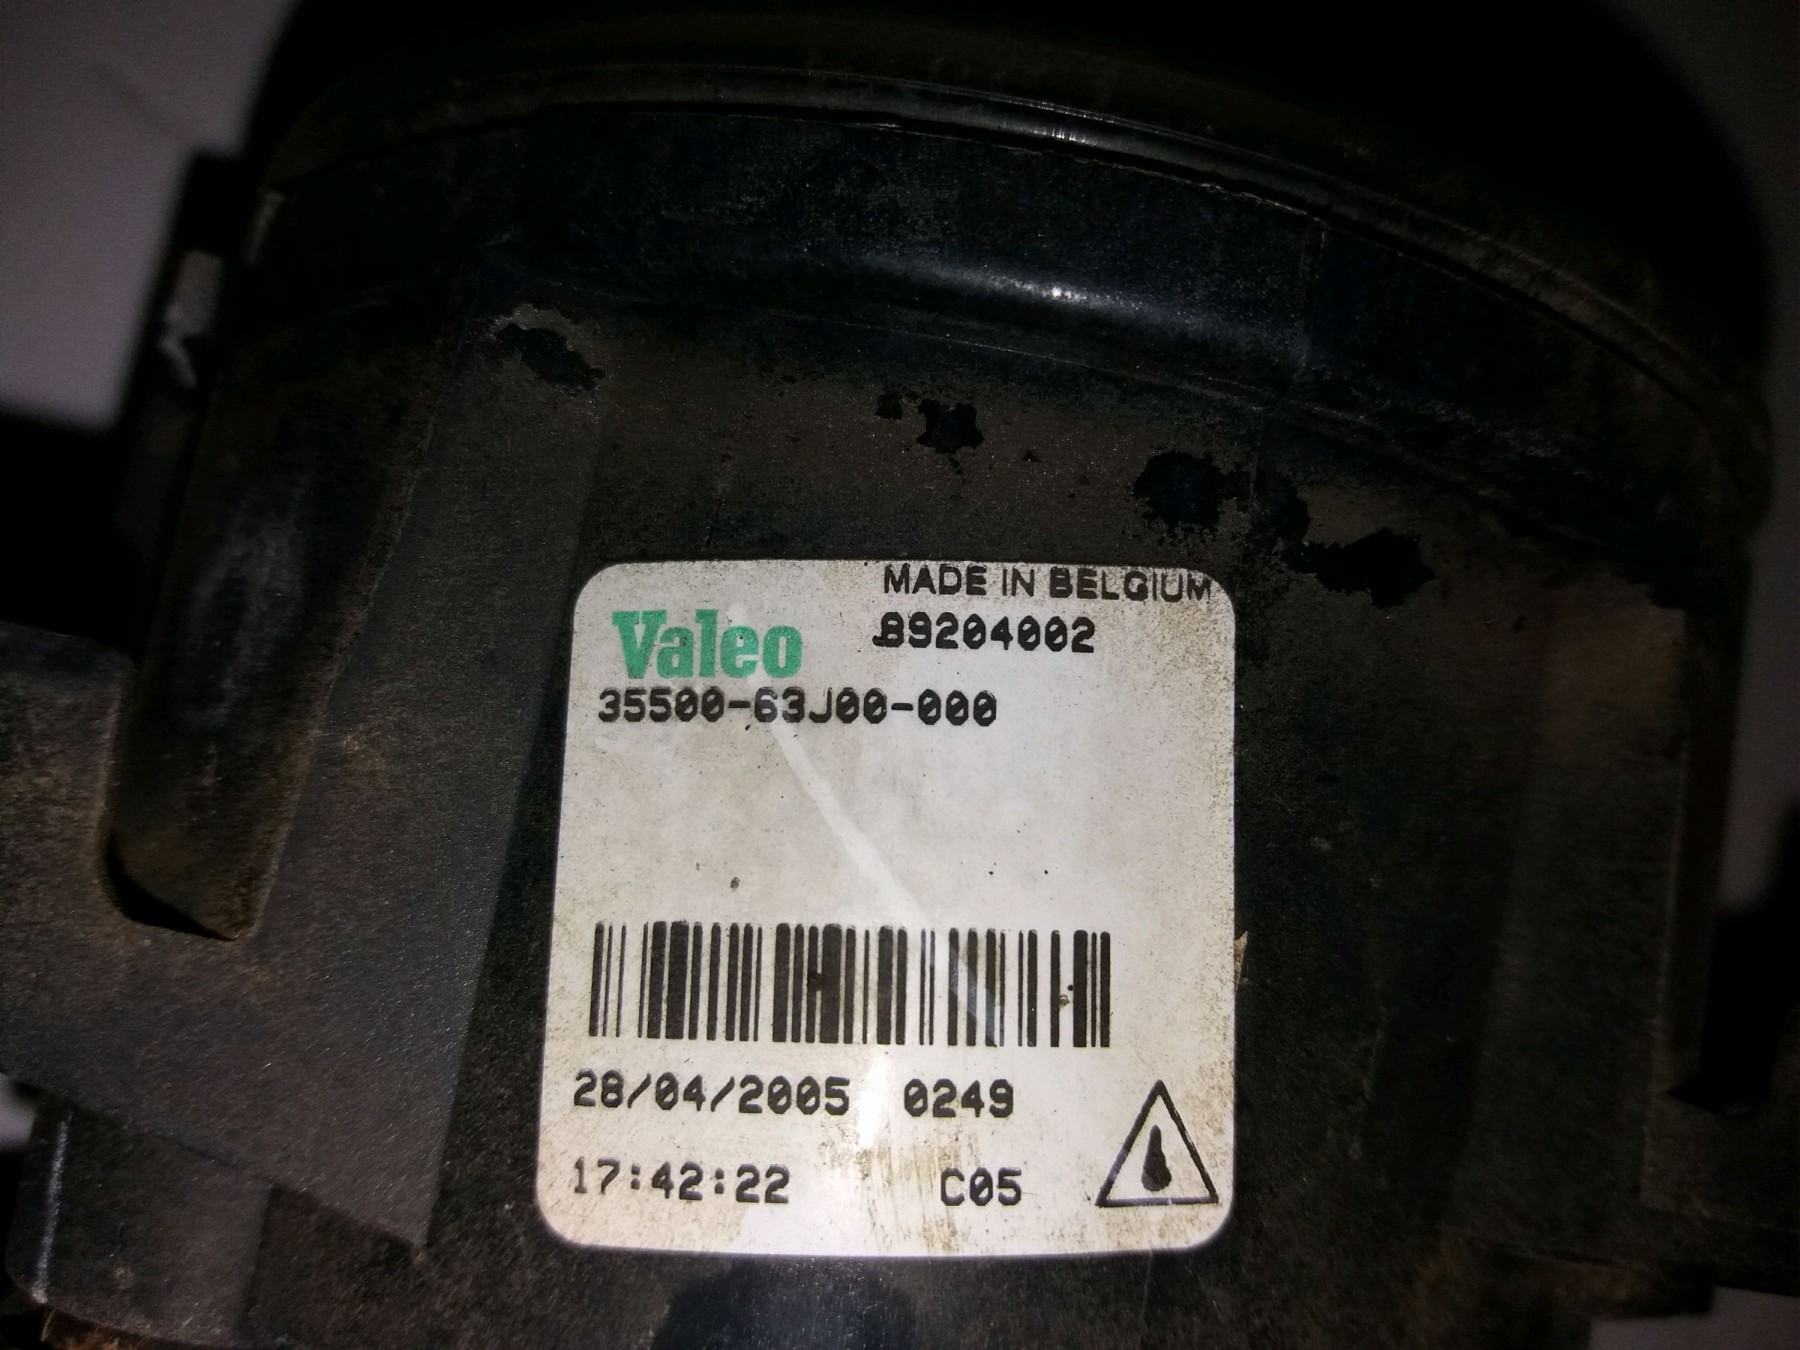 MADE IN BELGIUM
Valeo 89204002
35500-63J00-000
28/04/2005 0249
17:42:22 C05